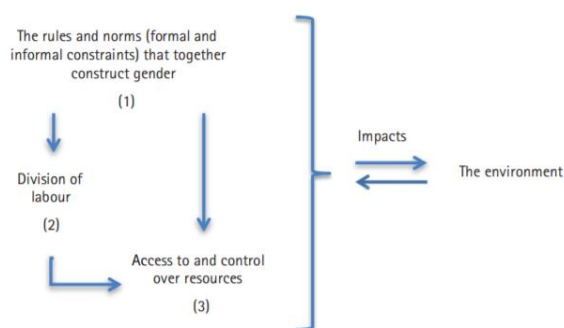 The rules and norms (formal and
informal constraints) that together
construct gender
(1)
Impacts
The environment
Division of
labour
(2)
Access to and control
over resources
(3)